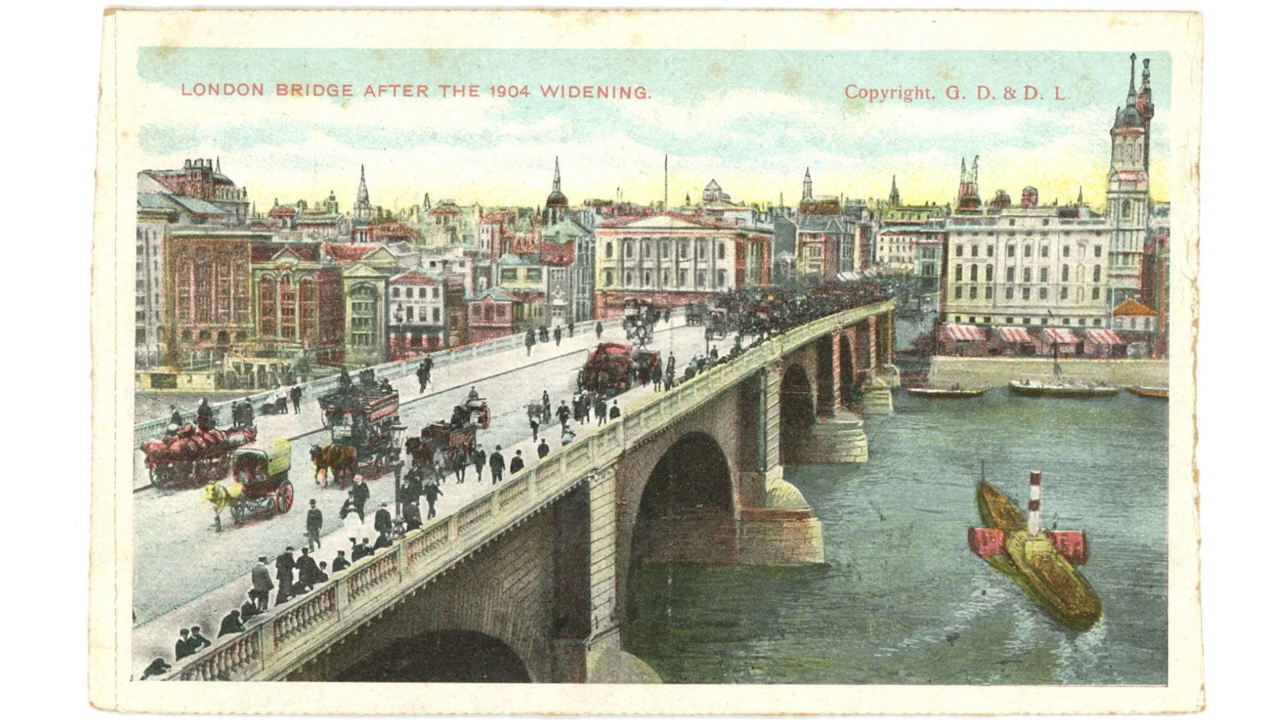 LONDON BRIDGE AFTER THE 1904 WIDENING.
Copyright. G. D. & D. L.